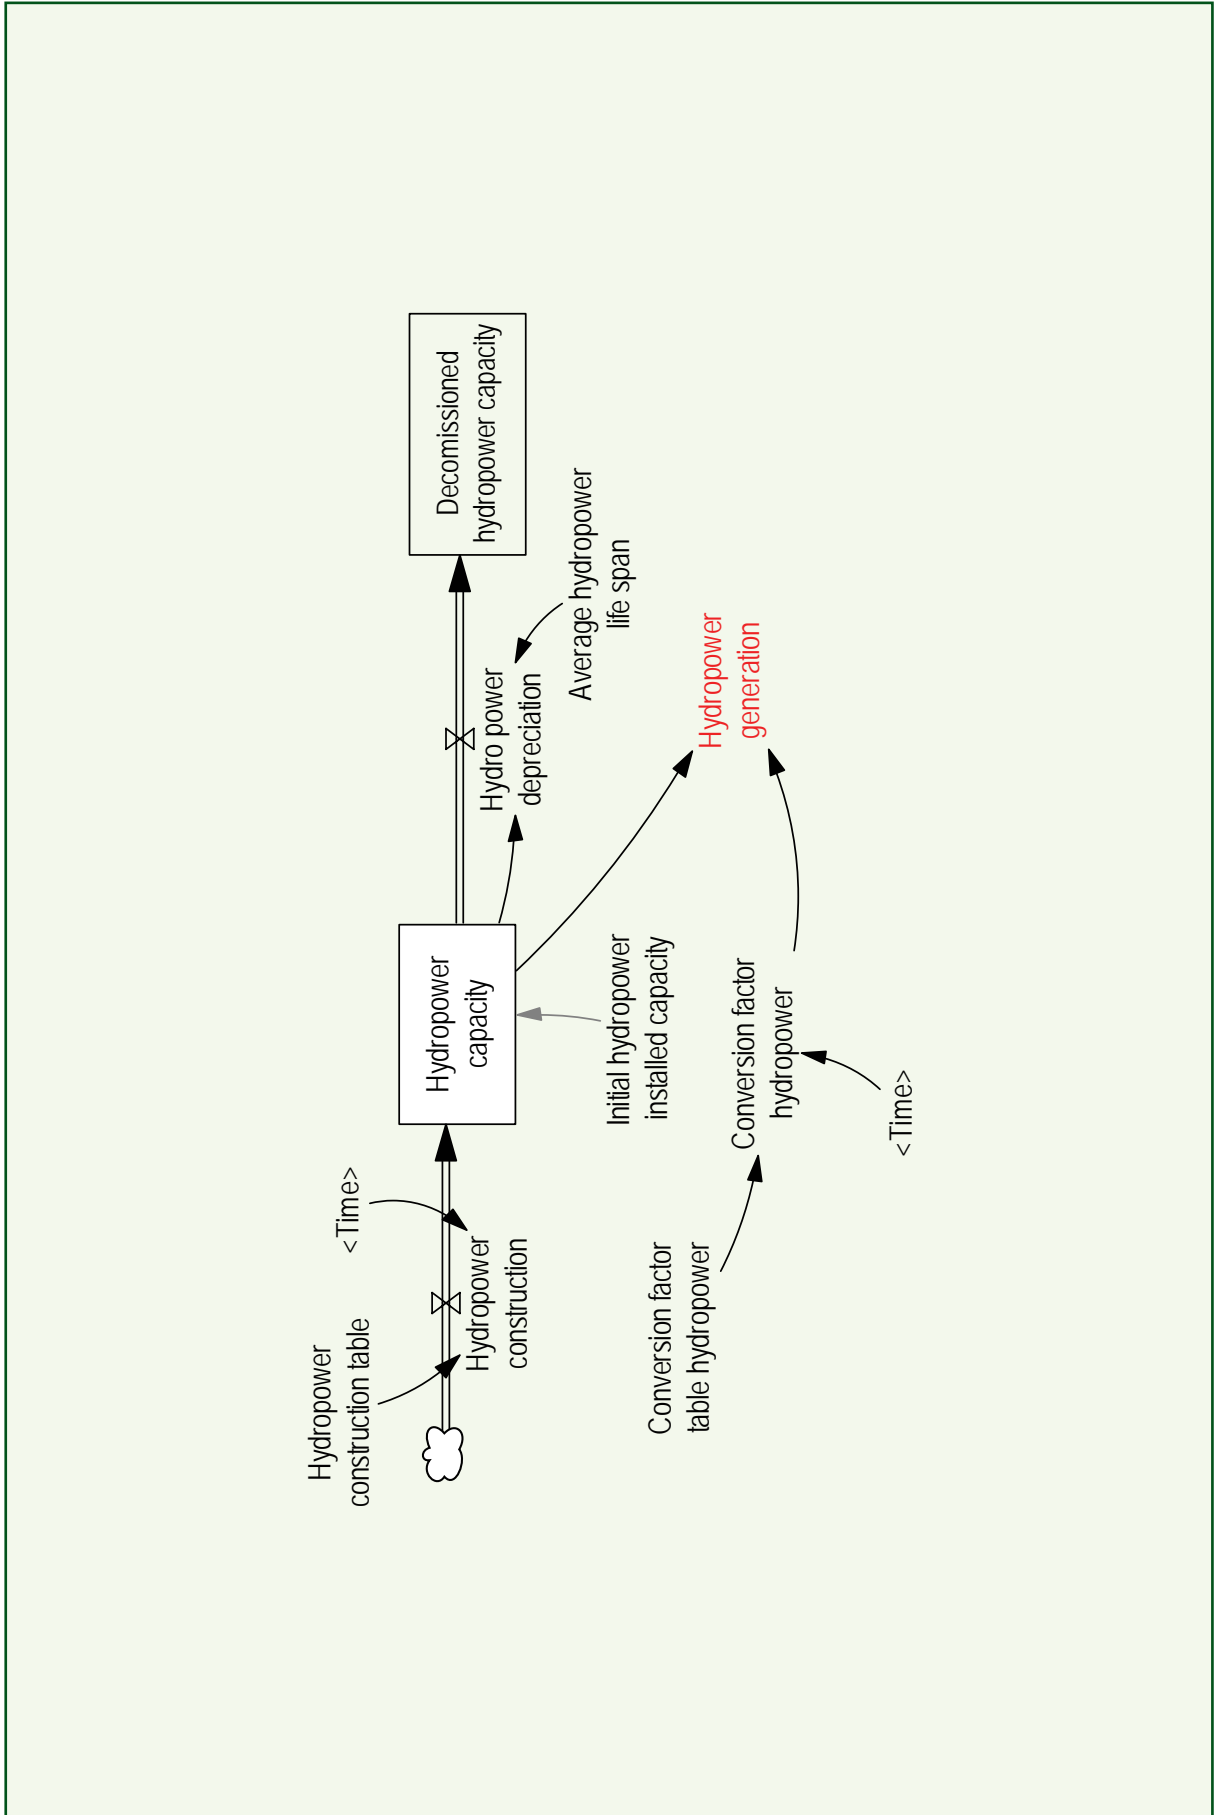 Hydropower
construction table
<Time>
Hydropower
construction
Hydropower
capacity
Hydro power
depreciation
Decomissioned
hydropower capacity
Average hydropower
life span
Initial hydropower
installed capacity
Hydropower
generation
Conversion factor
table hydropower
Conversion factor
hydropower
<Time>